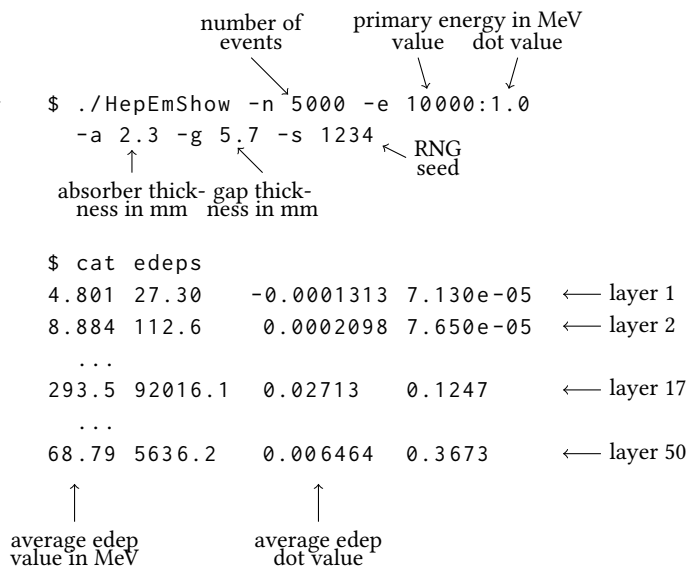 number of
events
primary energy in MeV
value dot value
$ ./HepEmShow -n 5000 -e 10000:1.0
-a 2.3 -g 5.7 -s 1234
RNG
seed
absorber thick-
ness in mm
gap thick-
ness in mm
$ cat edeps
4.801 27.30 -0.0001313 7.130e-05 ← layer 1
8.884 112.6 0.0002098 7.650e-05 ← layer 2
...
293.5 92016.1 0.02713 0.1247 ← layer 17
...
68.79 5636.2 0.006464 0.3673 ← layer 50
average edep
value in MeV
average edep
dot value